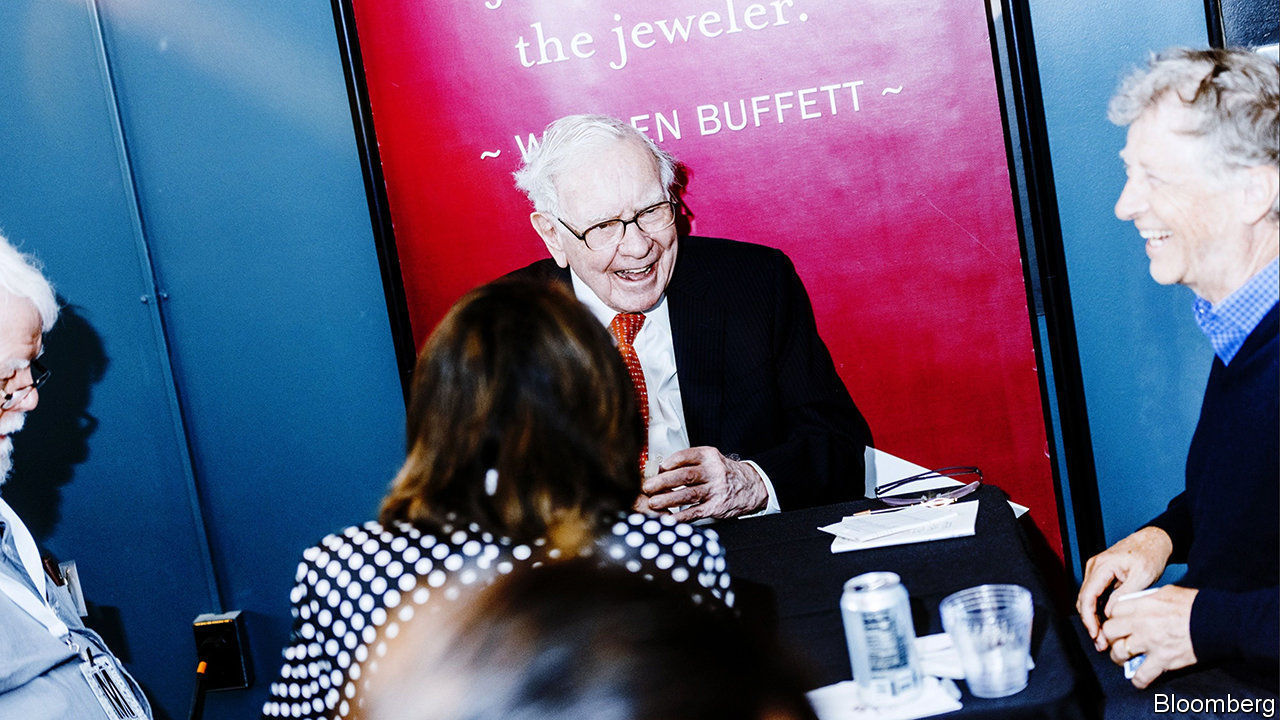 the jeweler.
~ W EN BUFFETT ~
Bloomberg